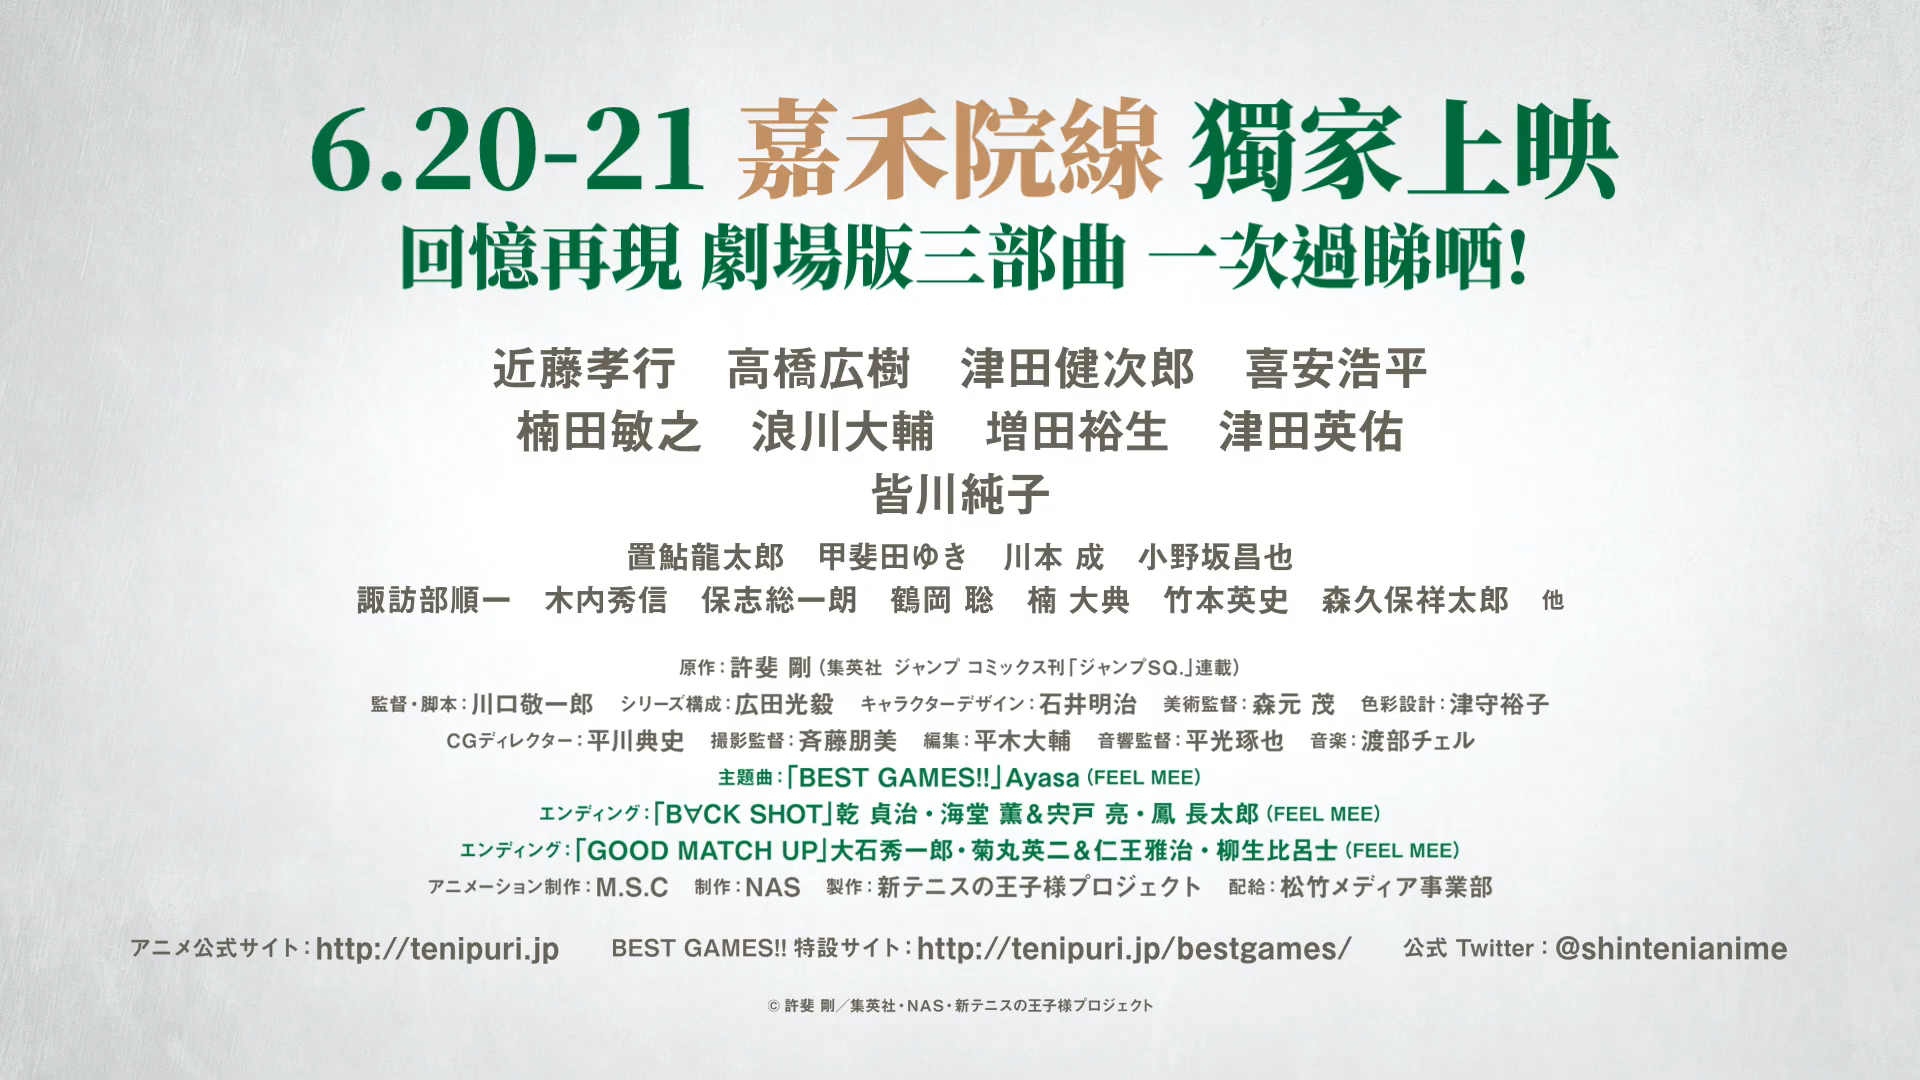 6.20-21 嘉禾院線 獨家上映
回憶再現 劇場版三部曲 一次過睇哂!
近藤孝行 高橋広樹 津田健次郎 喜安浩平
楠田敏之 浪川大輔 増田裕生 津田英佑
皆川純子
置鮎龍太郎 甲斐田ゆき 川本 成 小野坂昌也
諏訪部順一 木内秀信 保志総一朗 鶴岡 聡 楠 大典 竹本英史 森久保祥太郎 他
原作：許斐 剛（集英社 ジャンプ コミックス刊「ジャンプSQ.」連載）
監督・脚本：川口敬一郎 シリーズ構成：広田光毅 キャラクターデザイン：石井明治 美術監督：森元 茂 色彩設計：津守裕子
CGディレクター：平川典史 撮影監督：斉藤朋美 編集：平木大輔 音響監督：平光琢也 音楽：渡部チェル
主題曲：「BEST GAMES!!」Ayasa（FEEL MEE）
エンディング：「B∀CK SHOT」乾 貞治・海堂 薫＆宍戸 亮・鳳 長太郎（FEEL MEE）
エンディング：「GOOD MATCH UP」大石秀一郎・菊丸英二＆仁王雅治・柳生比呂士（FEEL MEE）
アニメーション制作：M.S.C 制作：NAS 製作：新テニスの王子様プロジェクト 配給：松竹メディア事業部
アニメ公式サイト：http://tenipuri.jp BEST GAMES!! 特設サイト：http://tenipuri.jp/bestgames/ 公式 Twitter：@shintenianime
© 許斐 剛／集英社・NAS・新テニスの王子様プロジェクト